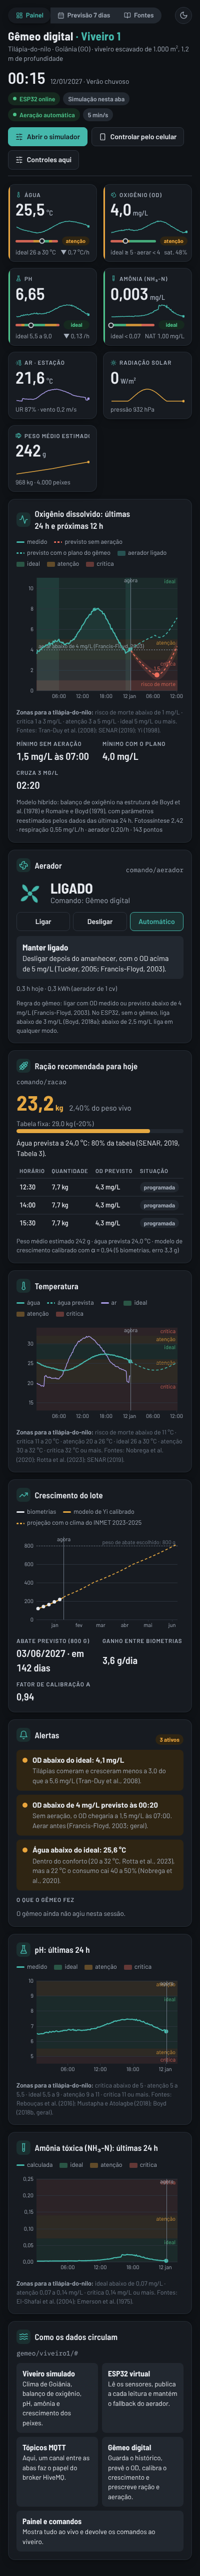 Painel Previsão 7 dias Fontes
Gêmeo digital · Viveiro 1
Tilápia-do-nilo · Goiânia (GO) · viveiro escavado de 1.000 m², 1,2
m de profundidade
00:15 12/01/2027 · Verão chuvoso
ESP32 online Simulação nesta aba
Aeração automática 5 min/s
Abrir o simulador Controlar pelo celular
Controles aqui
ÁGUA
25,5 °C
atenção
ideal 26 a 30 °C ▼ 0,7 °C/h
OXIGÊNIO (OD)
4,0 mg/L
atenção
ideal ≥ 5 · aerar < 4 sat. 48%
PH
6,65
ideal
ideal 5,5 a 9,0 ▼ 0,13 /h
AMÔNIA (NH₃-N)
0,003 mg/L
ideal
ideal < 0,07 NAT 1,00 mg/L
AR · ESTAÇÃO
21,6 °C
UR 87% · vento 0,2 m/s
RADIAÇÃO SOLAR
0 W/m²
pressão 932 hPa
PESO MÉDIO ESTIMADO
242 g
968 kg · 4.000 peixes
Oxigênio dissolvido: últimas
24 h e próximas 12 h
medido previsto sem aeração
previsto com o plano do gêmeo aerador ligado
ideal atenção crítica
agora
ideal
atenção
risco de morte
10
8
6
4
2
0
06:00 12:00 18:00 12 jan 06:00 12:00
Zonas para a tilápia-do-nilo: risco de morte abaixo de 1 mg/L ·
crítica 1 a 3 mg/L · atenção 3 a 5 mg/L · ideal 5 mg/L ou mais.
Fontes: Tran-Duy et al. (2008); SENAR (2019); Yi (1998).
MÍNIMO SEM AERAÇÃO
1,5 mg/L às 07:00
MÍNIMO COM O PLANO
4,0 mg/L
CRUZA 3 MG/L
02:20
Modelo híbrido: balanço de oxigênio na estrutura de Boyd et
al. (1978) e Romaire e Boyd (1979), com parâmetros
reestimados pelos dados das últimas 24 h. Fotossíntese 2,42
· respiração 0,55 mg/L/h · aerador 0,20/h · 143 pontos
Aerador
comando/aerador
LIGADO
Comando: Gêmeo digital
Ligar Desligar Automático
Manter ligado
Desligar depois do amanhecer, com o OD acima
de 5 mg/L (Tucker, 2005; Francis-Floyd, 2003).
0,3 h hoje · 0,3 kWh (aerador de 1 cv)
Regra do gêmeo: ligar com OD medido ou previsto abaixo de 4
mg/L (Francis-Floyd, 2003). No ESP32, sem o gêmeo, liga
abaixo de 3 mg/L (Boyd, 2018a); abaixo de 2,5 mg/L liga em
qualquer modo.
Ração recomendada para hoje
comando/racao
23,2 kg 2,40% do peso vivo
Tabela fixa: 29,0 kg (-20%)
Água prevista a 24,0 °C: 80% da tabela (SENAR, 2019,
Tabela 3).
HORÁRIO QUANTIDADE OD PREVISTO SITUAÇÃO
12:30 7,7 kg 4,3 mg/L programada
14:00 7,7 kg 4,3 mg/L programada
15:30 7,7 kg 4,3 mg/L programada
Peso médio estimado 242 g · água prevista 24,0 °C · modelo de
crescimento calibrado com α = 0,94 (5 biometrias, erro 3,3 g)
Temperatura
água água prevista ar ideal
atenção crítica
agora
crítica
atenção
ideal
atenção
crítica
30
25
20
15
06:00 12:00 18:00 12 jan 06:00 12:00
Zonas para a tilápia-do-nilo: risco de morte abaixo de 11 °C ·
crítica 11 a 20 °C · atenção 20 a 26 °C · ideal 26 a 30 °C · atenção
30 a 32 °C · crítica 32 °C ou mais. Fontes: Nobrega et al.
(2020); Rotta et al. (2023); SENAR (2019).
Crescimento do lote
biometrias modelo de Yi calibrado
projeção com o clima do INMET 2023-2025
agora
peso de abate escolhido: 800 g
800
600
400
200
0
jan fev mar abr mai jun
ABATE PREVISTO (800 G)
03/06/2027 · em
142 dias
GANHO ENTRE BIOMETRIAS
3,6 g/dia
FATOR DE CALIBRAÇÃO Α
0,94
Alertas
3 ativos
OD abaixo do ideal: 4,1 mg/L
Tilápias comeram e cresceram menos a 3,0 do
que a 5,6 mg/L (Tran-Duy et al., 2008).
OD abaixo de 4 mg/L previsto às 00:20
Sem aeração, o OD chegaria a 1,5 mg/L às 07:00.
Aerar antes (Francis-Floyd, 2003; geral).
Água abaixo do ideal: 25,6 °C
Dentro do conforto (20 a 32 °C, Rotta et al., 2023),
mas a 22 °C o consumo cai 40 a 50% (Nobrega et
al., 2020).
O QUE O GÊMEO FEZ
O gêmeo ainda não agiu nesta sessão.
pH: últimas 24 h
medido ideal atenção crítica
atenção
ideal
atenção
crítica
10
9
8
7
6
5
06:00 12:00 18:00 12 jan
Zonas para a tilápia-do-nilo: crítica abaixo de 5 · atenção 5 a
5,5 · ideal 5,5 a 9 · atenção 9 a 11 · crítica 11 ou mais. Fontes:
Rebouças et al. (2015); Mustapha e Atolagbe (2018); Boyd
(2018b, geral).
Amônia tóxica (NH₃-N): últimas 24 h
calculada ideal atenção crítica
crítica
atenção
ideal
0,25
0,20
0,15
0,10
0,05
0,00
06:00 12:00 18:00 12 jan
Zonas para a tilápia-do-nilo: ideal abaixo de 0,07 mg/L ·
atenção 0,07 a 0,14 mg/L · crítica 0,14 mg/L ou mais. Fontes:
El-Shafai et al. (2004); Emerson et al. (1975).
Como os dados circulam
gemeo/viveiro1/#
Viveiro simulado
Clima de Goiânia,
balanço de oxigênio,
pH, amônia e
crescimento dos
peixes.
ESP32 virtual
Lê os sensores, publica
a cada leitura e mantém
o fallback do aerador.
Tópicos MQTT
Aqui, um canal entre as
abas faz o papel do
broker HiveMQ.
Gêmeo digital
Guarda o histórico,
prevê o OD, calibra o
crescimento e
prescreve ração e
aeração.
Painel e comandos
Mostra tudo ao vivo e devolve os comandos ao
viveiro.